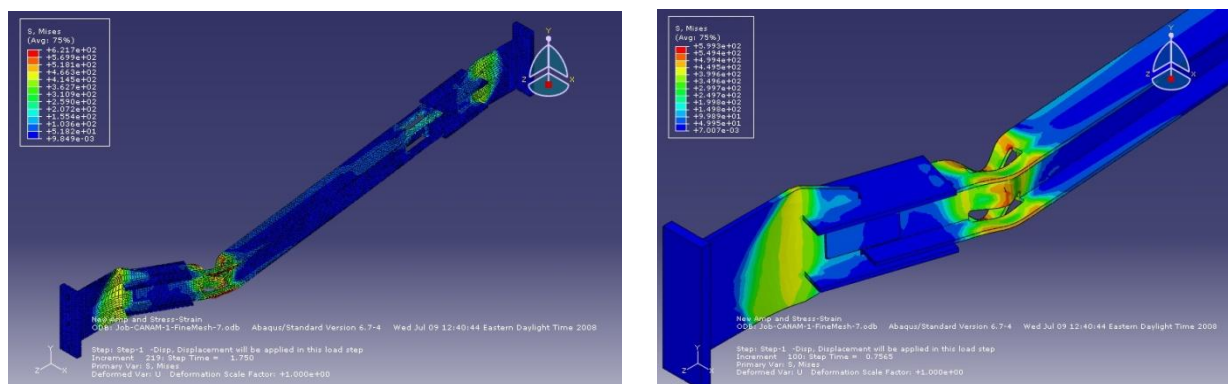 S, Mises
(Avg: 75%)
+6.217e+02
+5.699e+02
+5.181e+02
+4.663e+02
+4.145e+02
+3.627e+02
+3.109e+02
+2.590e+02
+2.072e+02
+1.554e+02
+1.036e+02
+5.182e+01
+9.849e-03
Y
Z
X
New Amp and Stress-Strain
ODB: Job-CANAM-1-FineMesh-7.odb Abaqus/Standard Version 6.7-4 Wed Jul 09 12:40:44 Eastern Daylight Time 2008
Y
Z
X
Step: Step-1 -Disp, Displacement will be applied in this load step
Increment 219: Step Time = 1.750
Primary Var: S, Mises
Deformed Var: U Deformation Scale Factor: +1.000e+00
S, Mises
(Avg: 75%)
+5.993e+02
+5.494e+02
+4.994e+02
+4.495e+02
+3.996e+02
+3.496e+02
+2.997e+02
+2.497e+02
+1.998e+02
+1.498e+02
+9.989e+01
+4.995e+01
+7.007e-03
Y
Z
X
New Amp and Stress-Strain
ODB: Job-CANAM-1-FineMesh-7.odb Abaqus/Standard Version 6.7-4 Wed Jul 09 12:40:44 Eastern Daylight Time 2008
Y
Z
X
Step: Step-1 -Disp, Displacement will be applied in this load step
Increment 100: Step Time = 0.7565
Primary Var: S, Mises
Deformed Var: U Deformation Scale Factor: +1.000e+00